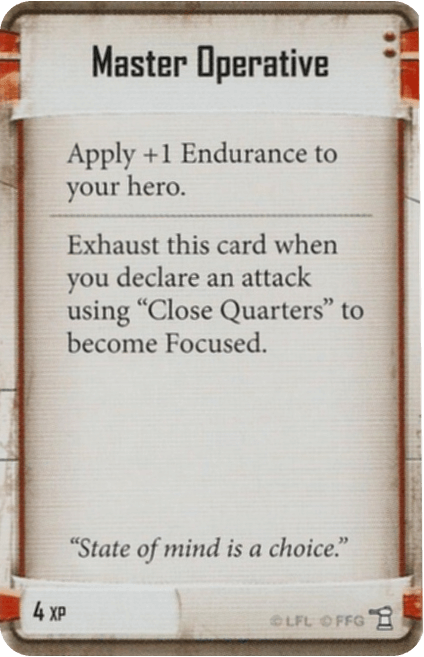 Master Operative
Apply +1 Endurance to
your hero.
Exhaust this card when
you declare an attack
using “Close Quarters” to
become Focused.
“State of mind is a choice.”
4 XP
©LFL ©FFG